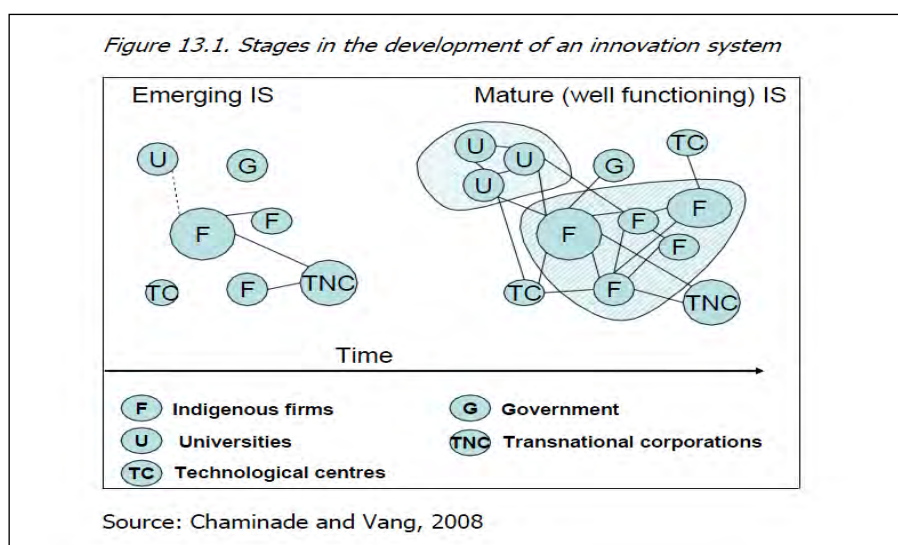 Figure 13.1. Stages in the development of an innovation system
Emerging IS
Mature (well functioning) IS
U
G
F
F
TC
F
TNC
U
U
U
G
TC
F
F
F
F
TC
F
TNC
Time
F Indigenous firms
G Government
U Universities
TNC Transnational corporations
TC Technological centres
Source: Chaminade and Vang, 2008